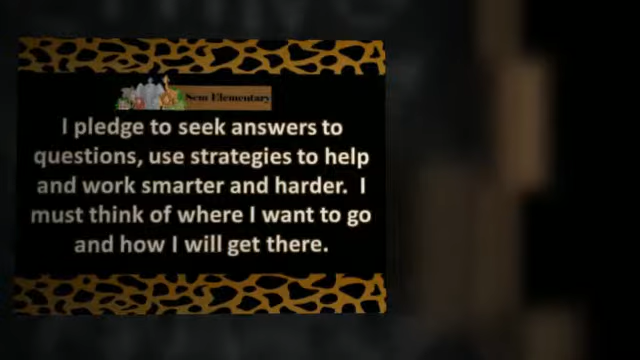 Scm Elementary
I pledge to seek answers to
questions, use strategies to help
and work smarter and harder. I
must think of where I want to go
and how I will get there.